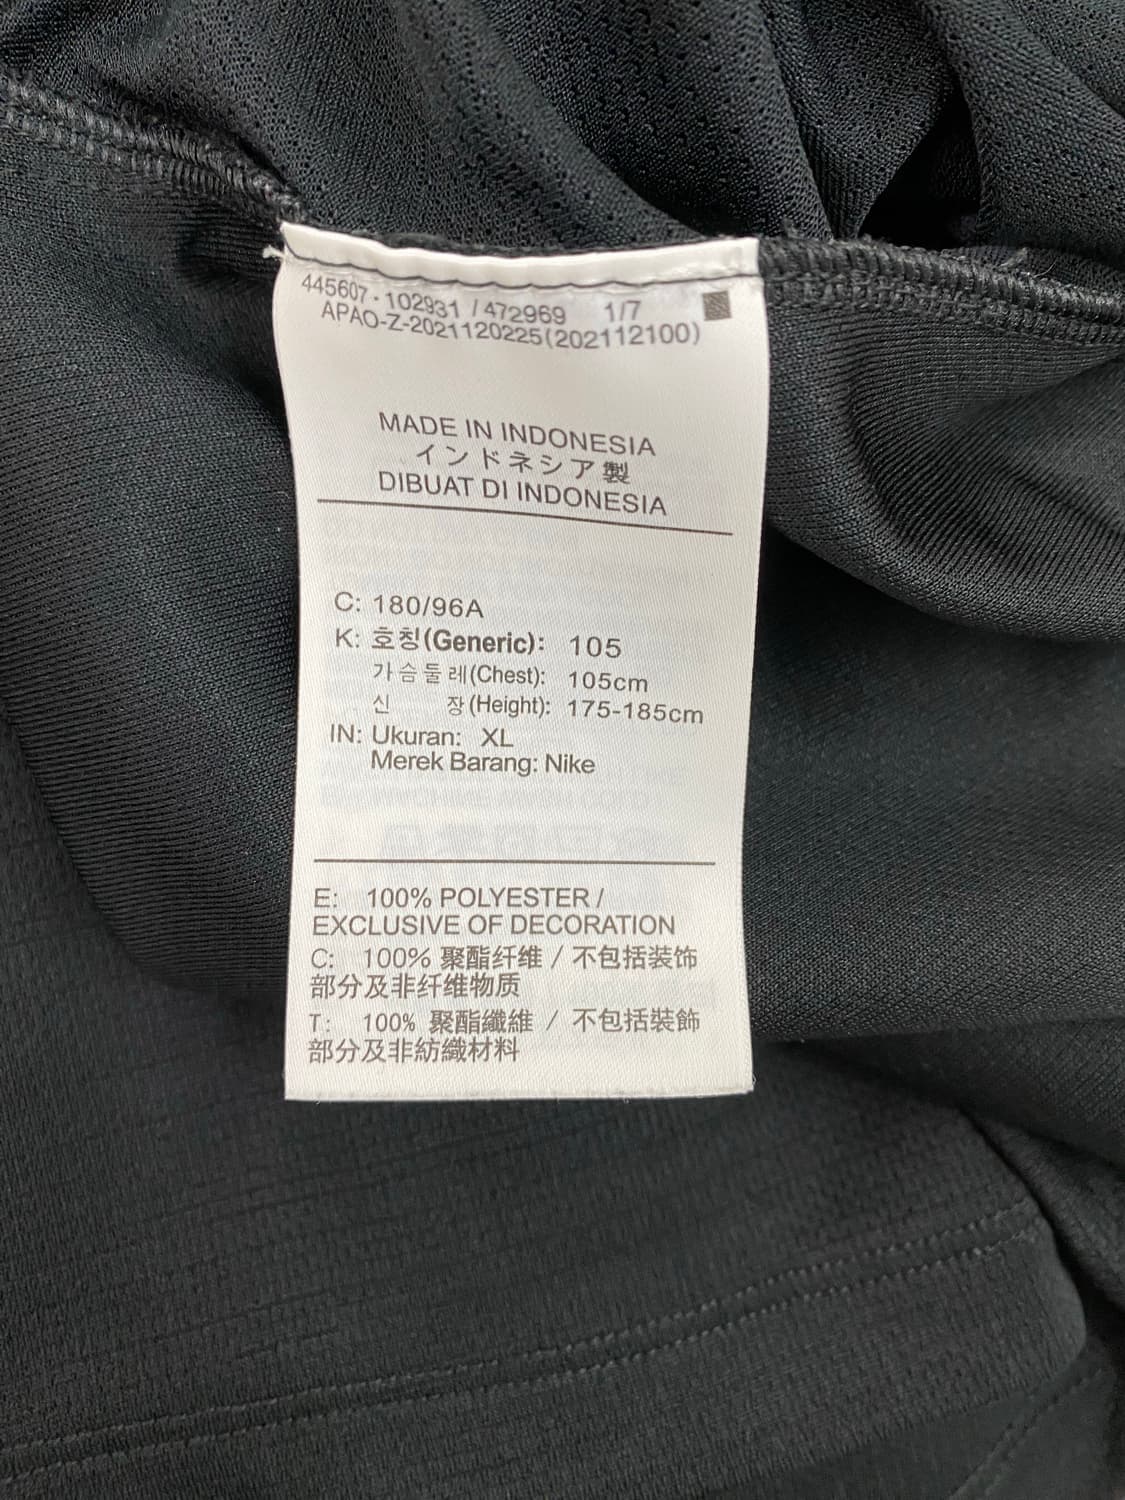 445607-102931 / 472969 1/7
APAO-Z-2021120225(202112100)
MADE IN INDONESIA
インドネシア製
DIBUAT DI INDONESIA
C: 180/96A
K: 호칭(Generic): 105
가슴둘레(Chest): 105cm
신 장(Height): 175-185cm
IN: Ukuran: XL
Merek Barang: Nike
E: 100% POLYESTER /
EXCLUSIVE OF DECORATION
C: 100% 聚酯纤维 / 不包括装饰
部分及非纤维物质
T: 100% 聚酯纖維 / 不包括裝飾
部分及非紡織材料